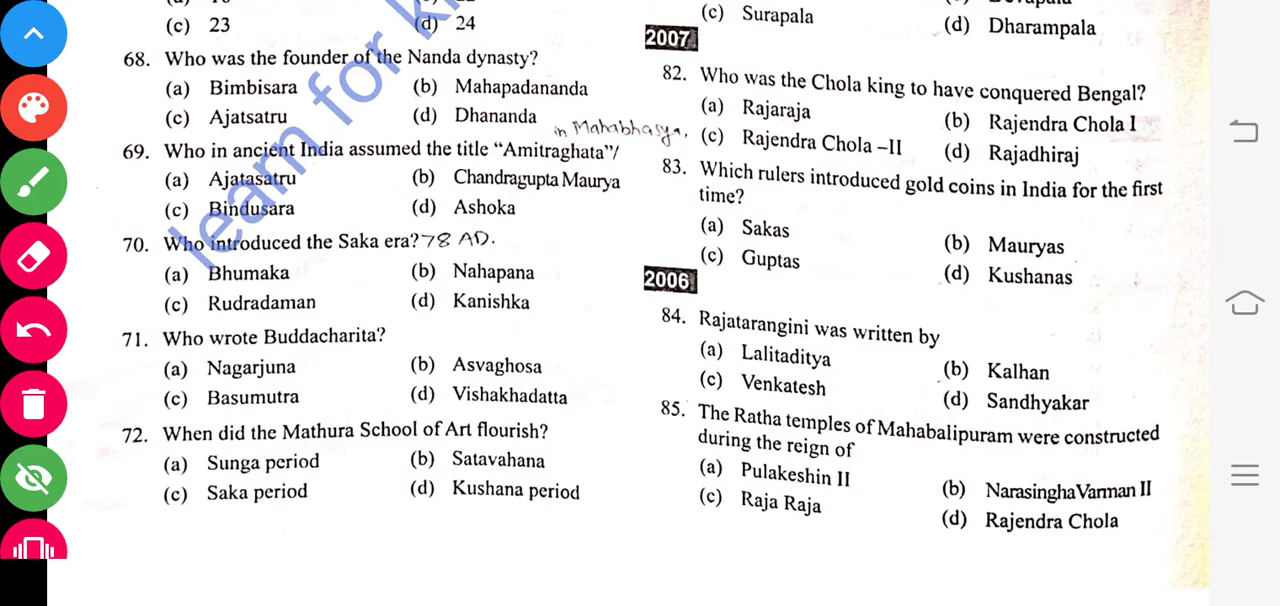 (c) 23
(d) 24
68. Who was the founder of the Nanda dynasty?
(a) Bimbisara (b) Mahapadananda
(c) Ajatsatru (d) Dhananda
in Mahabhasya,
69. Who in ancient India assumed the title “Amitraghata”/
(a) Ajatasatru (b) Chandragupta Maurya
(c) Bindusara (d) Ashoka
70. Who introduced the Saka era? 78 AD.
(a) Bhumaka (b) Nahapana
(c) Rudradaman (d) Kanishka
71. Who wrote Buddacharita?
(a) Nagarjuna (b) Asvaghosa
(c) Basumutra (d) Vishakhadatta
72. When did the Mathura School of Art flourish?
(a) Sunga period (b) Satavahana
(c) Saka period (d) Kushana period
learn for
(c) Surapala
(d) Dharampala
2007
82. Who was the Chola king to have conquered Bengal?
(a) Rajaraja (b) Rajendra Chola I
(c) Rajendra Chola –II (d) Rajadhiraj
83. Which rulers introduced gold coins in India for the first
time?
(a) Sakas (b) Mauryas
(c) Guptas (d) Kushanas
2006
84. Rajatarangini was written by
(a) Lalitaditya (b) Kalhan
(c) Venkatesh (d) Sandhyakar
85. The Ratha temples of Mahabalipuram were constructed
during the reign of
(a) Pulakeshin II (b) Narasingha Varman II
(c) Raja Raja (d) Rajendra Chola